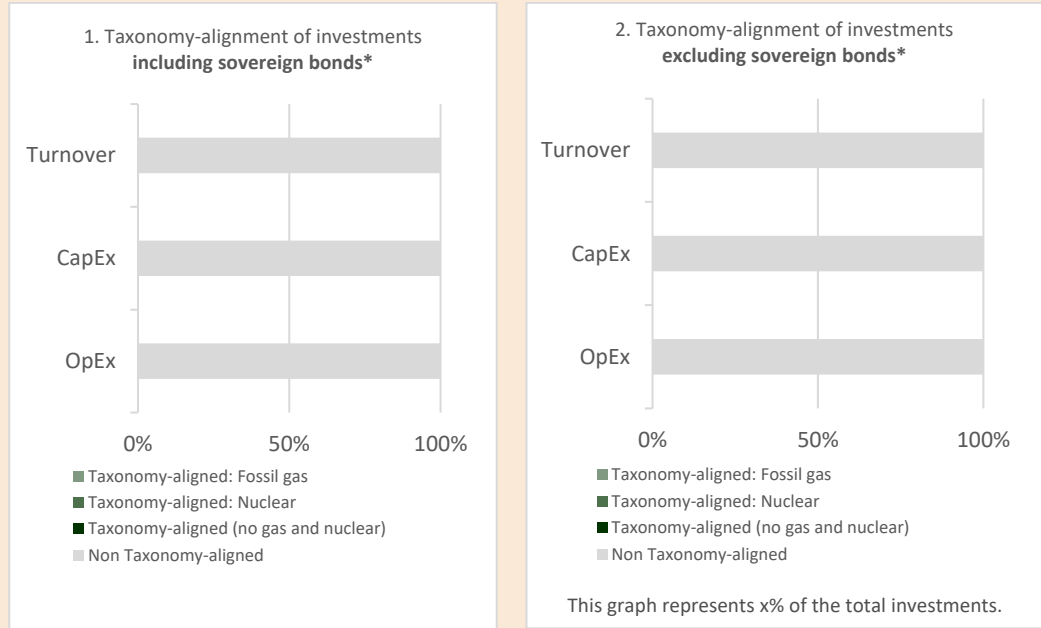 1. Taxonomy-alignment of investments
including sovereign bonds*
Turnover
CapEx
OpEx
0% 50% 100%
Taxonomy-aligned: Fossil gas
Taxonomy-aligned: Nuclear
Taxonomy-aligned (no gas and nuclear)
Non Taxonomy-aligned
2. Taxonomy-alignment of investments
excluding sovereign bonds*
Turnover
CapEx
OpEx
0% 50% 100%
Taxonomy-aligned: Fossil gas
Taxonomy-aligned: Nuclear
Taxonomy-aligned (no gas and nuclear)
Non Taxonomy-aligned
This graph represents x% of the total investments.